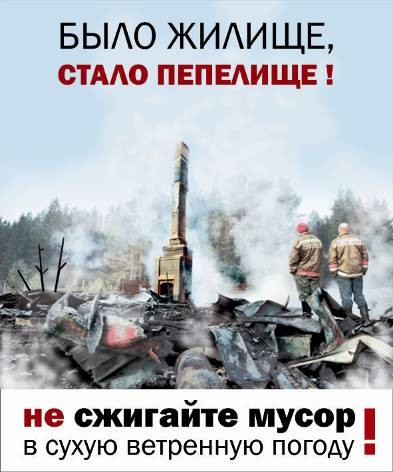 БЫЛО ЖИЛИЩЕ,
СТАЛО ПЕПЕЛИЩЕ !
не сжигайте мусор
в сухую ветренную погоду !